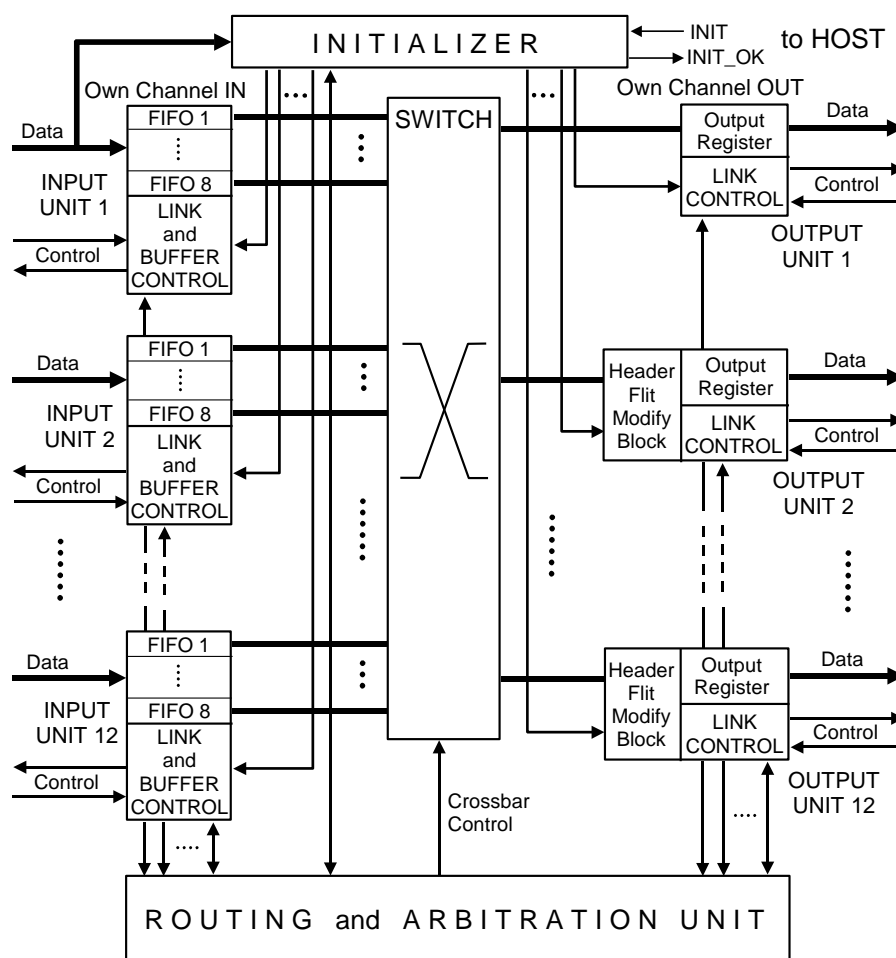 INITIALIZER
INIT
INIT_OK
to HOST
Own Channel IN
Own Channel OUT
Data
FIFO 1
FIFO 8
INPUT
UNIT 1
LINK
and
BUFFER
CONTROL
Control
SWITCH
Output
Register
LINK
CONTROL
Data
Control
OUTPUT
UNIT 1
Data
FIFO 1
FIFO 8
INPUT
UNIT 2
LINK
and
BUFFER
CONTROL
Control
Header
Flit
Modify
Block
Output
Register
LINK
CONTROL
Data
Control
OUTPUT
UNIT 2
Data
FIFO 1
FIFO 8
INPUT
UNIT 12
LINK
and
BUFFER
CONTROL
Control
Header
Flit
Modify
Block
Output
Register
LINK
CONTROL
Data
Control
OUTPUT
UNIT 12
Crossbar
Control
ROUTING and ARBITRATION UNIT